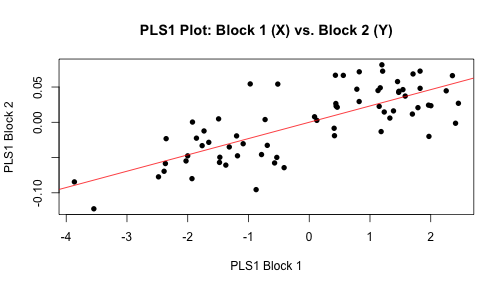 PLS1 Plot: Block 1 (X) vs. Block 2 (Y)
PLS1 Block 2
0.05
0.00
-0.10
-4 -3 -2 -1 0 1 2
PLS1 Block 1